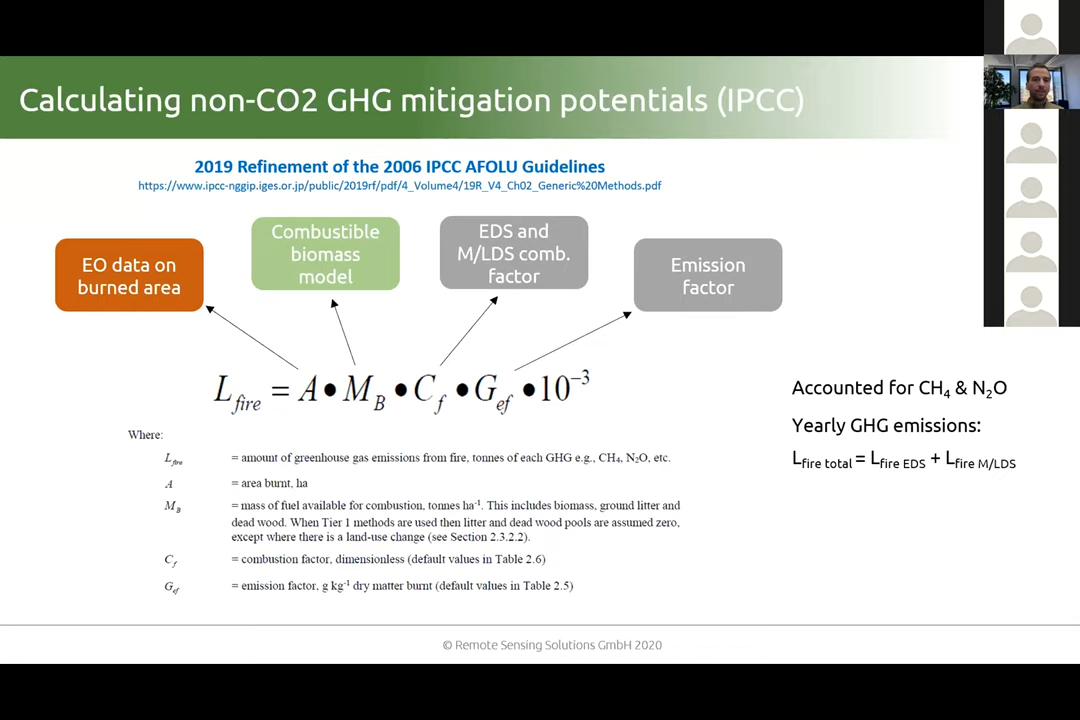 Calculating non-CO2 GHG mitigation potentials (IPCC)
2019 Refinement of the 2006 IPCC AFOLU Guidelines
https://www.ipcc-nggip.iges.or.jp/public/2019rf/pdf/4_Volume4/19R_V4_Ch02_Generic%20Methods.pdf
EO data on
burned area
Combustible
biomass
model
EDS and
M/LDS comb.
factor
Emission
factor
L_fire = A • M_B • C_f • G_ef • 10^-3
Where:
L_fire = amount of greenhouse gas emissions from fire, tonnes of each GHG e.g., CH₄, N₂O, etc.
A = area burnt, ha
M_B = mass of fuel available for combustion, tonnes ha⁻¹. This includes biomass, ground litter and
dead wood. When Tier 1 methods are used then litter and dead wood pools are assumed zero,
except where there is a land-use change (see Section 2.3.2.2).
C_f = combustion factor, dimensionless (default values in Table 2.6)
G_ef = emission factor, g kg⁻¹ dry matter burnt (default values in Table 2.5)
Accounted for CH₄ & N₂O
Yearly GHG emissions:
L_fire total = L_fire EDS + L_fire M/LDS
© Remote Sensing Solutions GmbH 2020